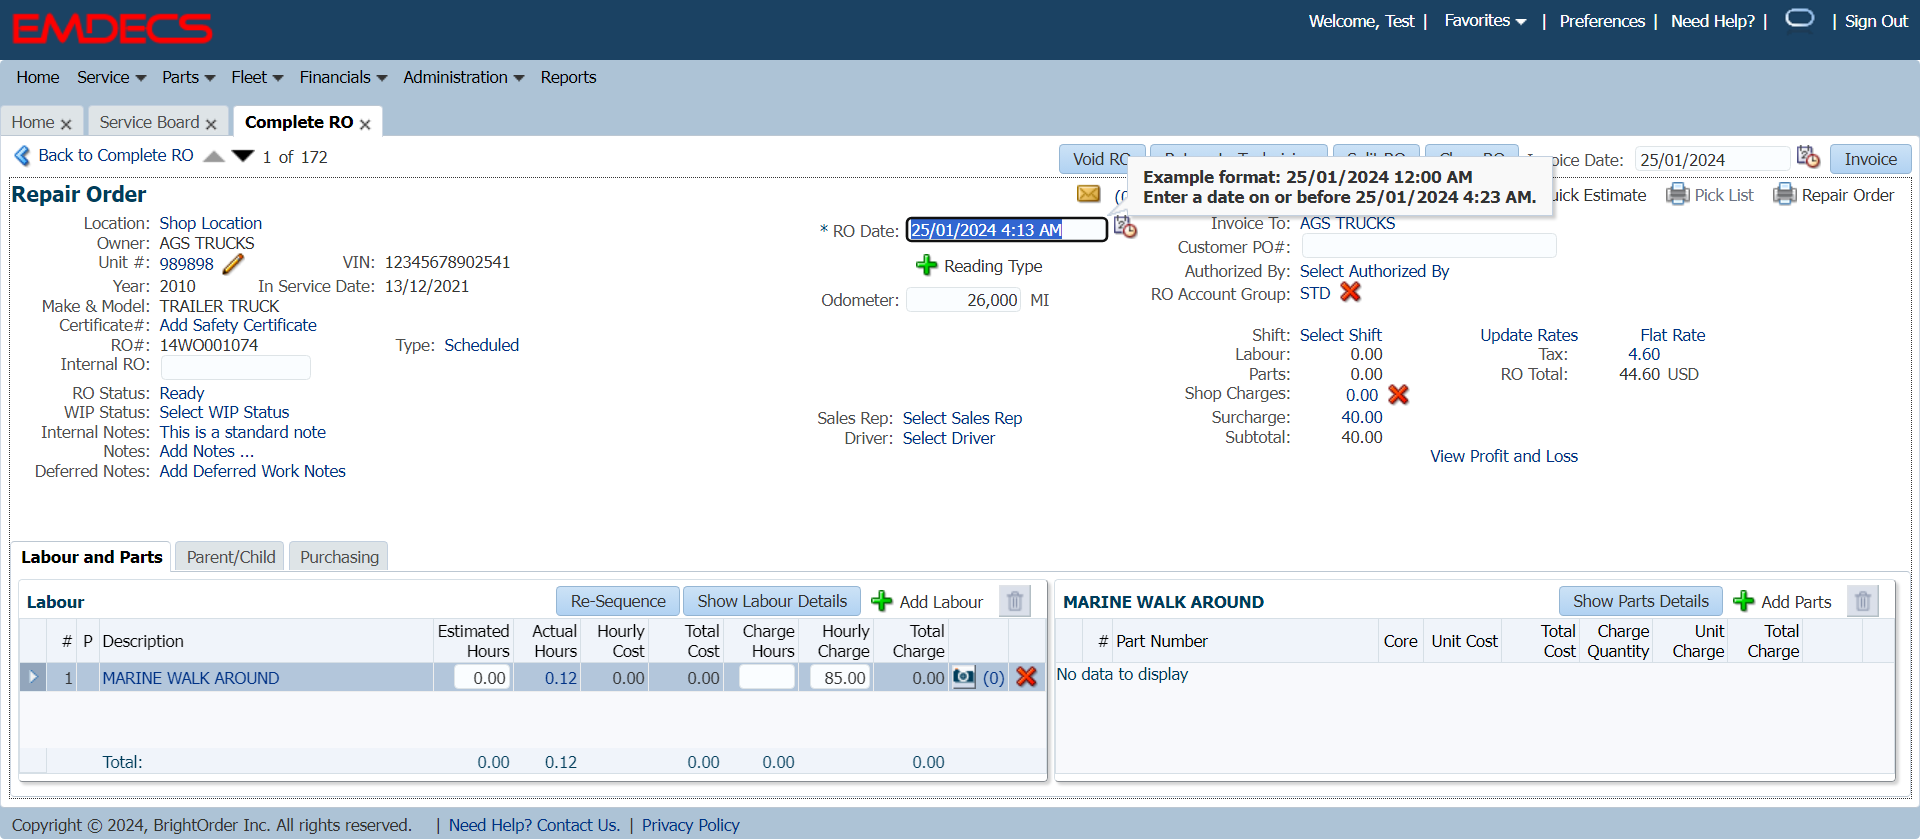 EMDECS
Welcome, Test | Favorites | Preferences | Need Help? | | Sign Out
Home Service Parts Fleet Financials Administration Reports
Home Service Board Complete RO
Back to Complete RO 1 of 172
Void RO Invoice Date: 25/01/2024 Invoice
Example format: 25/01/2024 12:00 AM
Enter a date on or before 25/01/2024 4:23 AM.
Repair Order
uick Estimate Pick List Repair Order
Location: Shop Location
Owner: AGS TRUCKS
Unit #: 989898 VIN: 12345678902541
Year: 2010 In Service Date: 13/12/2021
Make & Model: TRAILER TRUCK
Certificate#: Add Safety Certificate
RO#: 14WO001074 Type: Scheduled
Internal RO:
RO Status: Ready
WIP Status: Select WIP Status
Internal Notes: This is a standard note
Notes: Add Notes ...
Deferred Notes: Add Deferred Work Notes
* RO Date: 25/01/2024 4:13 AM
Reading Type
Odometer: 26,000 MI
Sales Rep: Select Sales Rep
Driver: Select Driver
Invoice To: AGS TRUCKS
Customer PO#:
Authorized By: Select Authorized By
RO Account Group: STD
Shift: Select Shift Update Rates Flat Rate
Labour: 0.00 Tax: 4.60
Parts: 0.00 RO Total: 44.60 USD
Shop Charges: 0.00
Surcharge: 40.00
Subtotal: 40.00
View Profit and Loss
Labour and Parts Parent/Child Purchasing
Labour Re-Sequence Show Labour Details Add Labour
# P Description Estimated Hours Actual Hours Hourly Cost Total Cost Charge Hours Hourly Charge Total Charge
1 MARINE WALK AROUND 0.00 0.12 0.00 0.00 85.00 0.00 (0)
Total: 0.00 0.12 0.00 0.00 0.00
MARINE WALK AROUND Show Parts Details Add Parts
# Part Number Core Unit Cost Total Cost Charge Quantity Unit Charge Total Charge
No data to display
Copyright © 2024, BrightOrder Inc. All rights reserved. | Need Help? Contact Us. | Privacy Policy